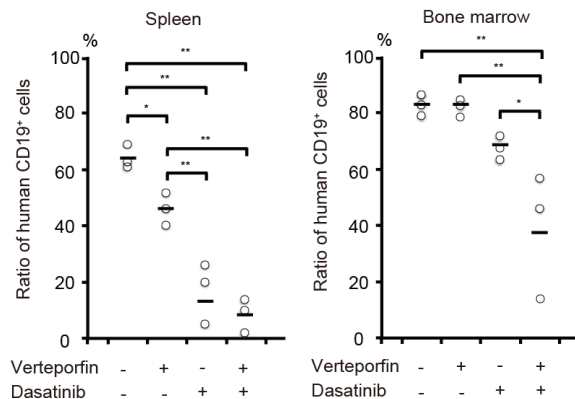 Spleen
%
100
80
60
40
20
0
Ratio of human CD19+ cells
**
**
*
**
**
Verteporfin - + - +
Dasatinib - - + +
Bone marrow
%
100
80
60
40
20
0
Ratio of human CD19+ cells
**
**
*
Verteporfin - + - +
Dasatinib - - + +